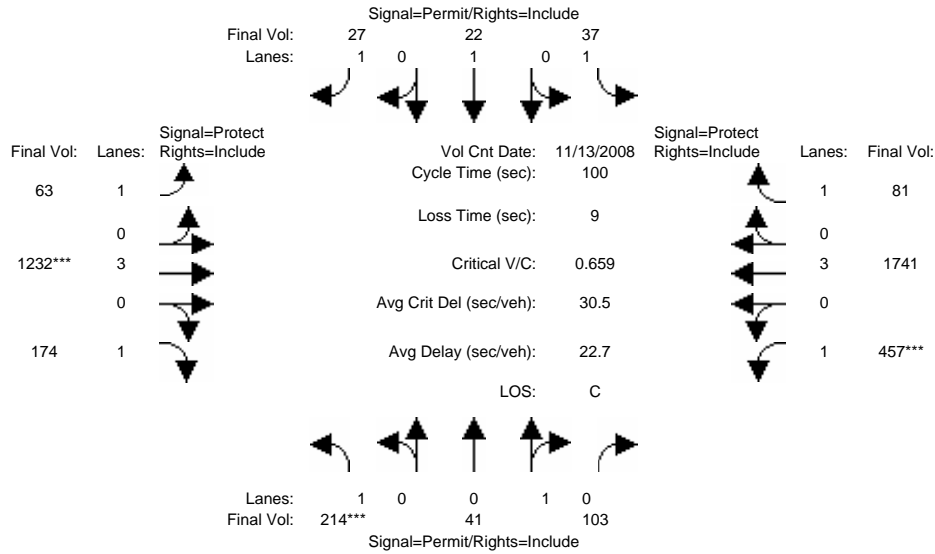 Signal=Permit/Rights=Include
Final Vol: 27 22 37
Lanes: 1 0 1 0 1
Signal=Protect
Final Vol: Lanes: Rights=Include
Vol Cnt Date: 11/13/2008
Signal=Protect
Rights=Include Lanes: Final Vol:
Cycle Time (sec): 100
63 1
1 81
Loss Time (sec): 9
0
0
1232*** 3
Critical V/C: 0.659
3 1741
0
Avg Crit Del (sec/veh): 30.5
0
174 1
Avg Delay (sec/veh): 22.7
1 457***
LOS: C
Lanes: 1 0 0 1 0
Final Vol: 214*** 41 103
Signal=Permit/Rights=Include